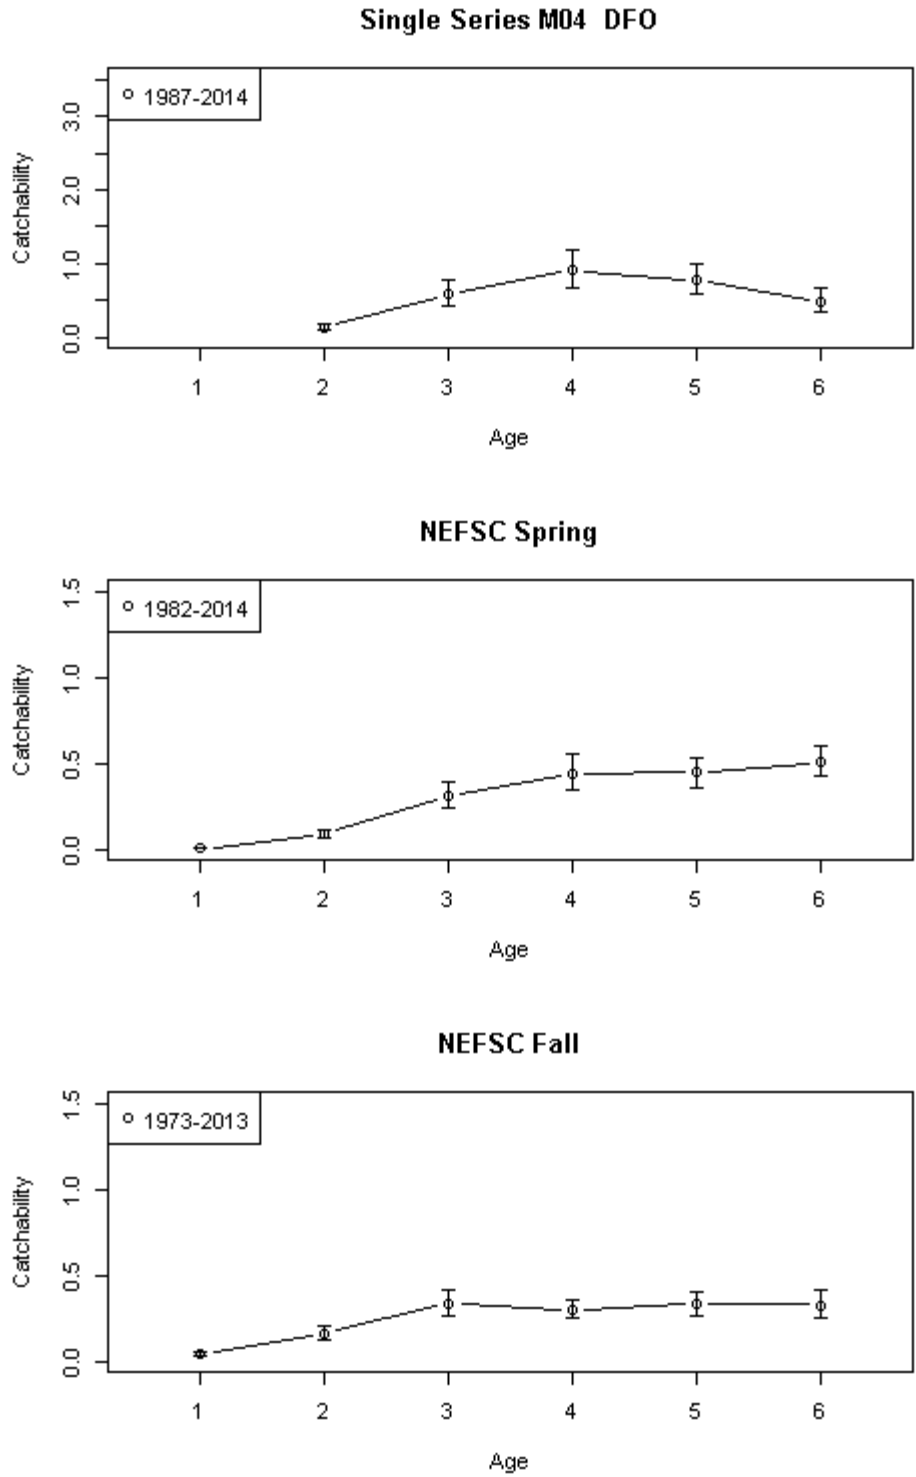 Single Series M04 DFO
1987-2014
3.0
2.0
1.0
0.0
Catchability
1 2 3 4 5 6
Age
NEFSC Spring
1982-2014
1.5
1.0
0.5
0.0
Catchability
1 2 3 4 5 6
Age
NEFSC Fall
1973-2013
1.5
1.0
0.5
0.0
Catchability
1 2 3 4 5 6
Age